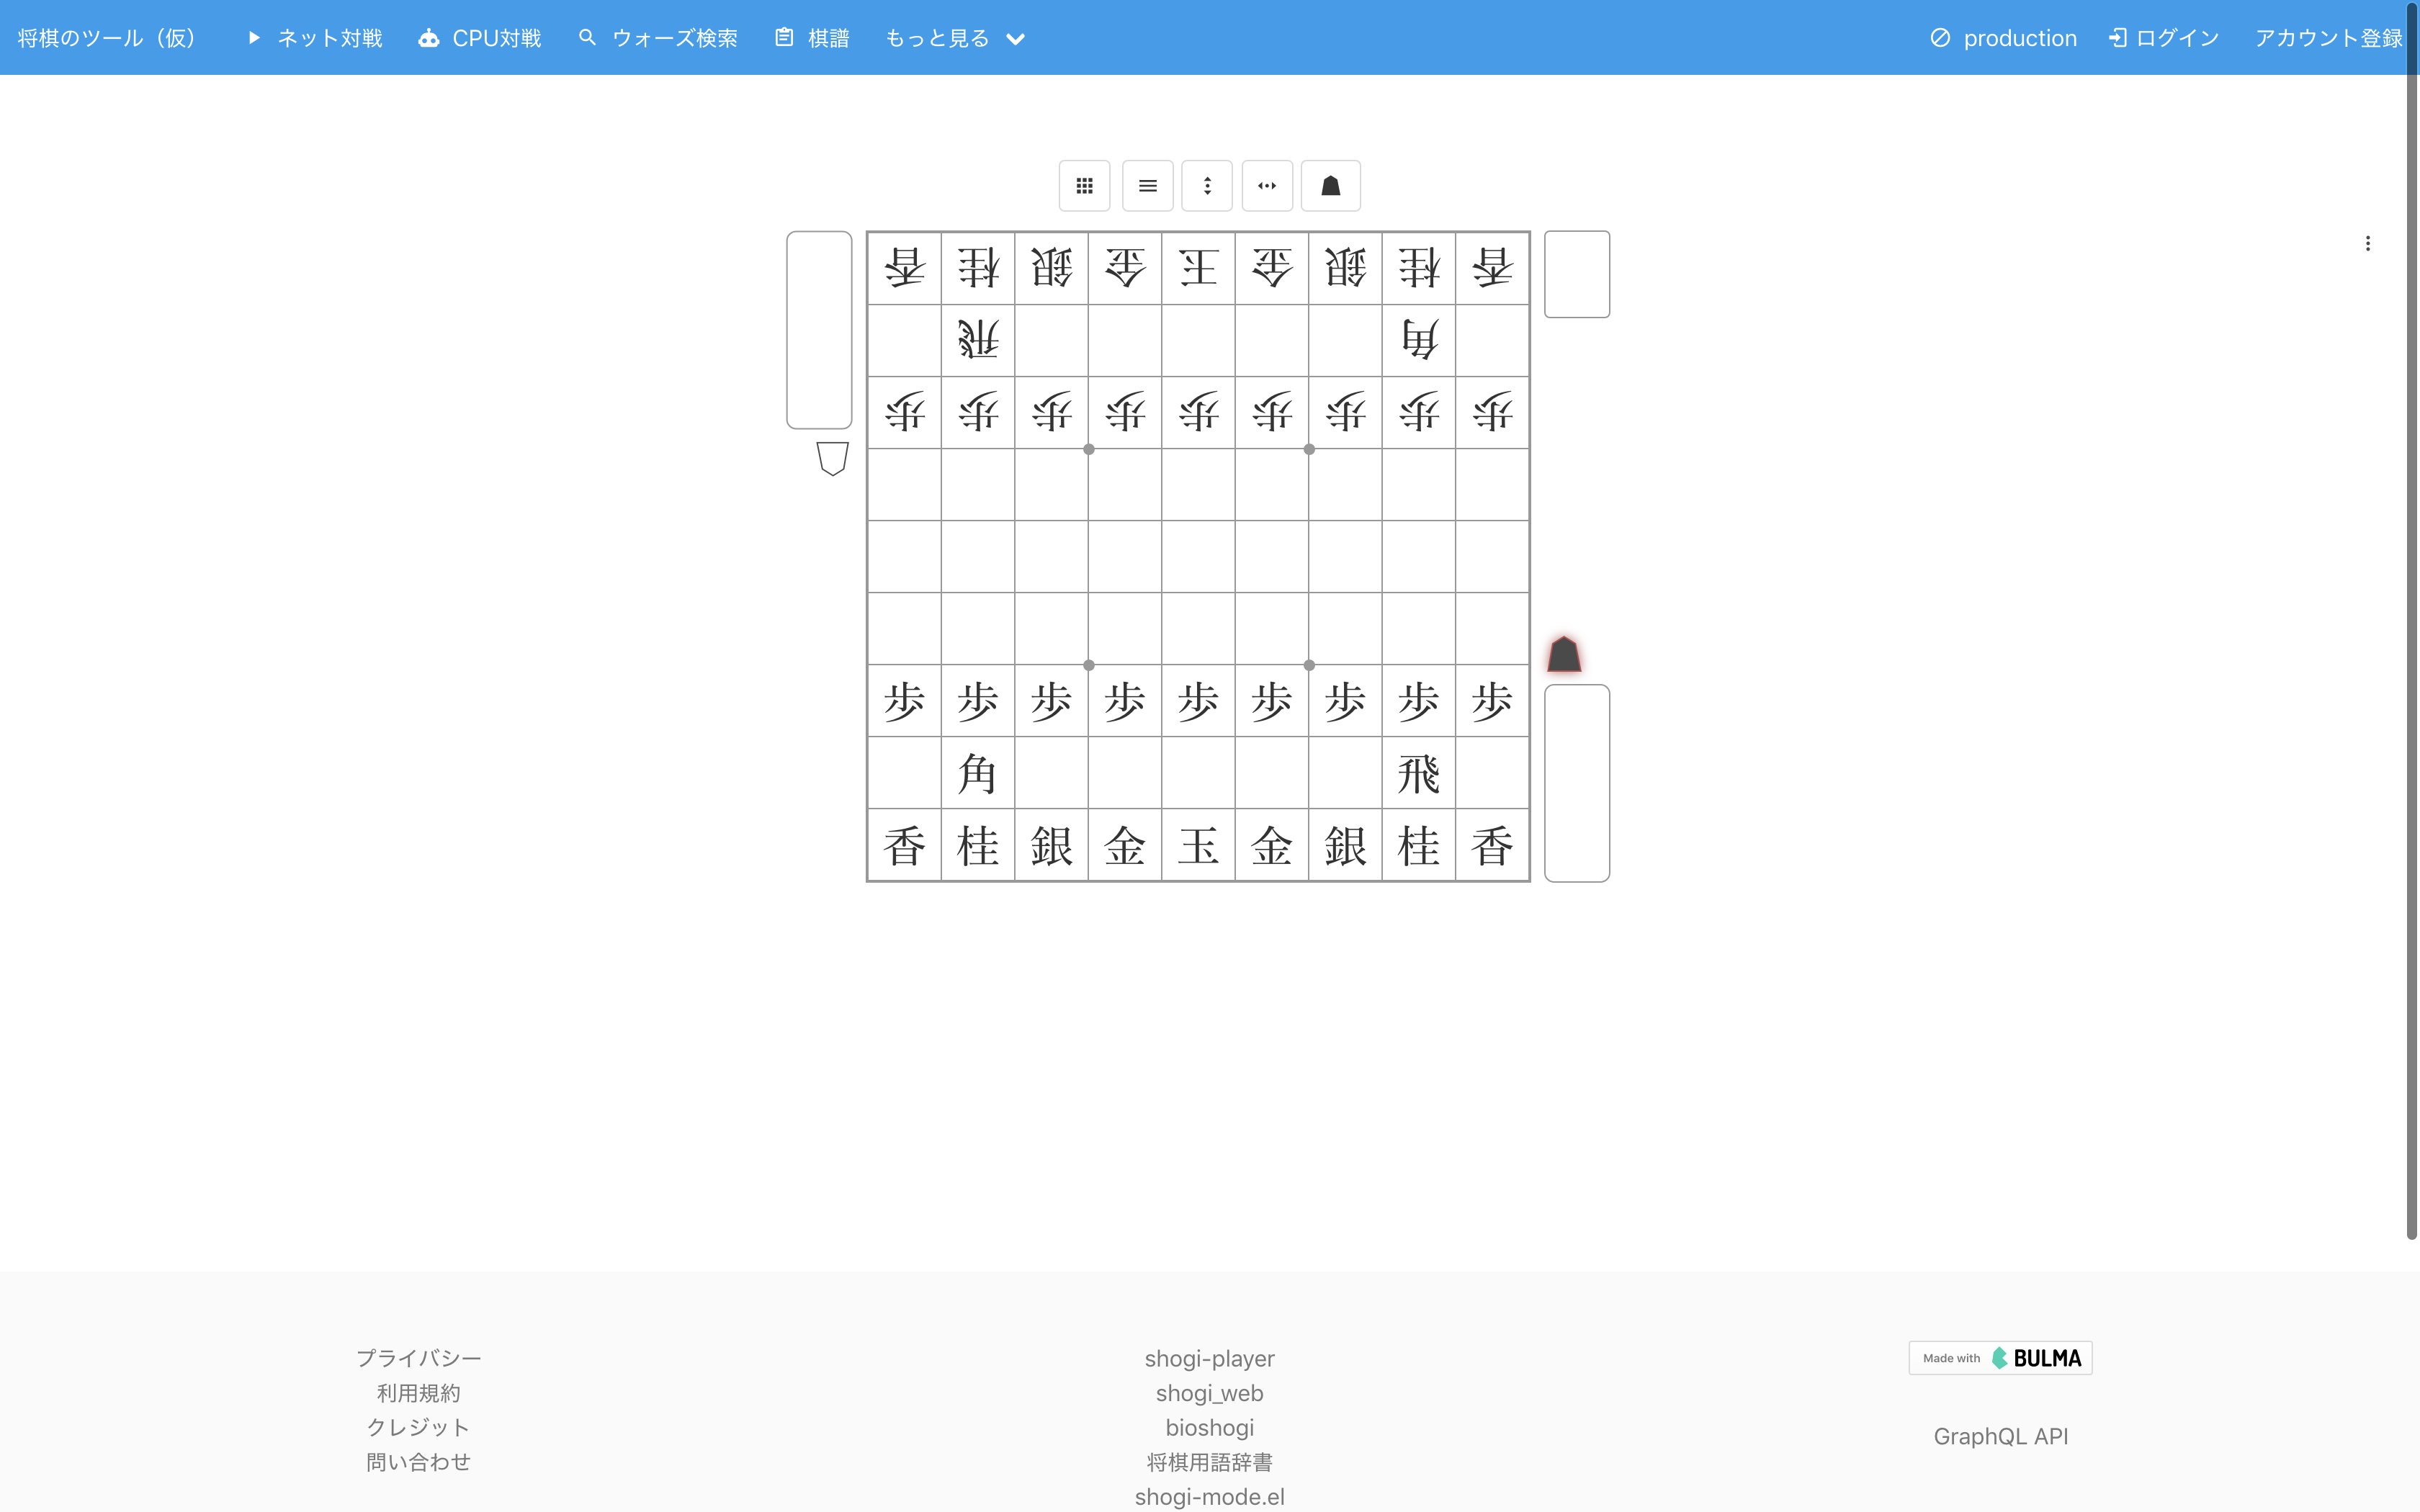 将棋のツール（仮） ネット対戦 CPU対戦 ウォーズ検索 棋譜 もっと見る production ログイン アカウント登録
香 桂 銀 金 王 金 銀 桂 香
飛 角
歩 歩 歩 歩 歩 歩 歩 歩 歩
歩 歩 歩 歩 歩 歩 歩 歩 歩
角 飛
香 桂 銀 金 玉 金 銀 桂 香
プライバシー
利用規約
クレジット
問い合わせ
shogi-player
shogi_web
bioshogi
将棋用語辞書
shogi-mode.el
Made with BULMA
GraphQL API